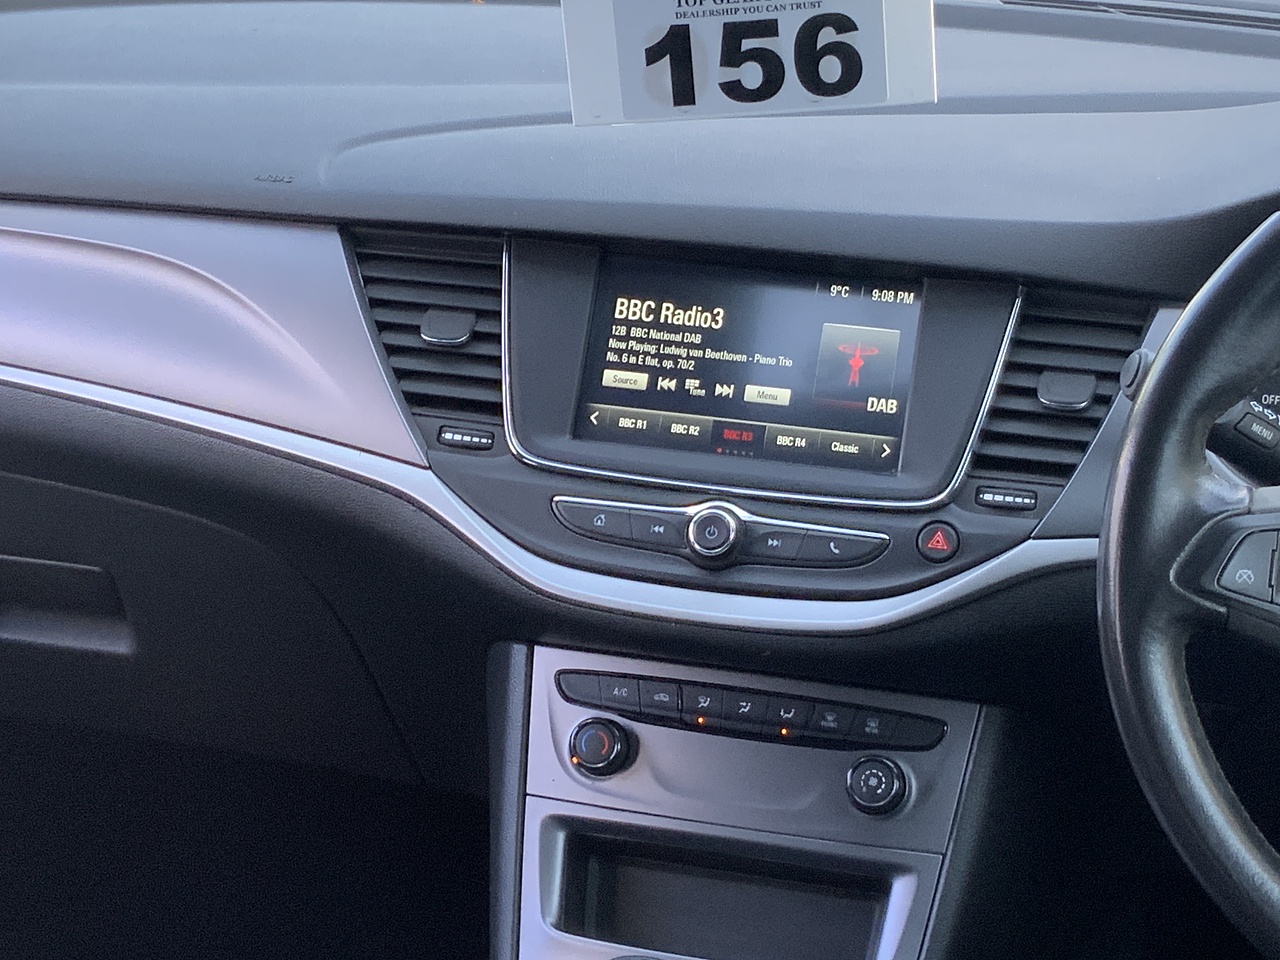 DEALERSHIP YOU CAN TRUST
156
9°C 9:08 PM
BBC Radio3
12B BBC National DAB
Now Playing: Ludwig van Beethoven - Piano Trio
No. 6 in E flat, op. 70/2
Source Tune Menu
DAB
BBC R1 BBC R2 BBC R3 BBC R4 Classic
OFF
MENU
A/C